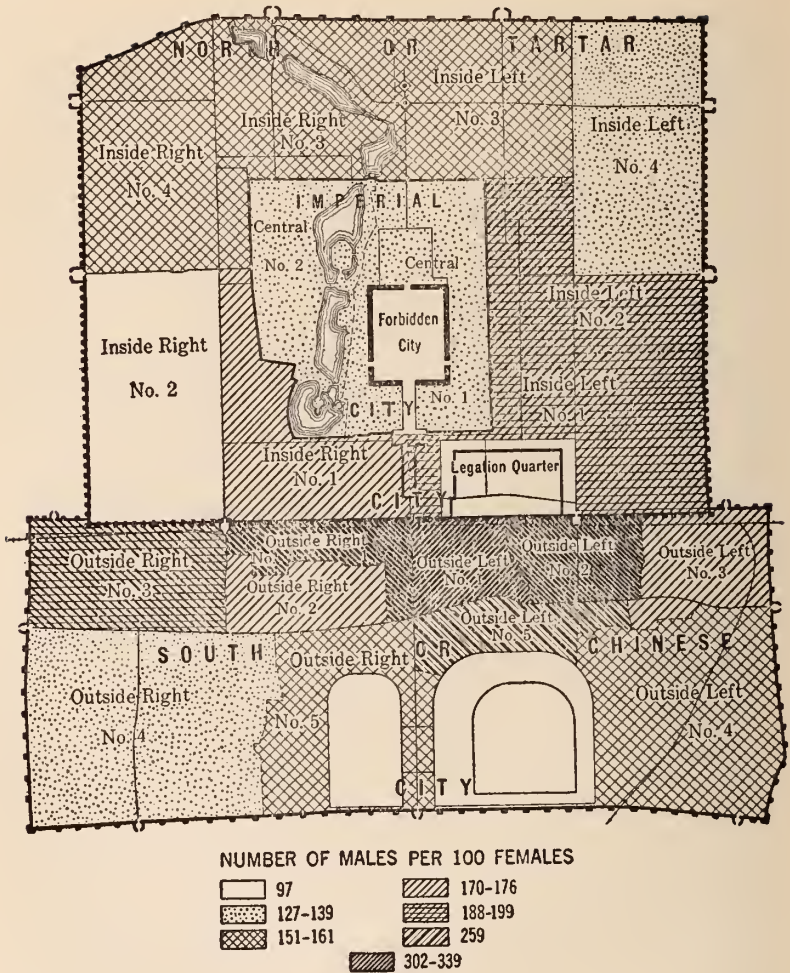 NORTH OR TARTAR
Inside Left
No. 3
Inside Right
No. 3
Inside Left
No. 4
Inside Right
No. 4
IMPERIAL
Central
No. 2
Central
No. 1
Forbidden
City
CITY
Inside Left
No. 2
Inside Right
No. 2
Inside Left
No. 1
Inside Right
No. 1
Legation Quarter
CITY
Outside Right
Outside Right
No. 3
Outside Left
Outside Left
No. 2
Outside Left
No. 3
Outside Right
No. 2
Outside Left
No. 5
SOUTH OR CHINESE
Outside Right
No. 5
Outside Right
No. 4
Outside Left
No. 4
CITY
NUMBER OF MALES PER 100 FEMALES
97
127-139
151-161
170-176
188-199
259
302-339